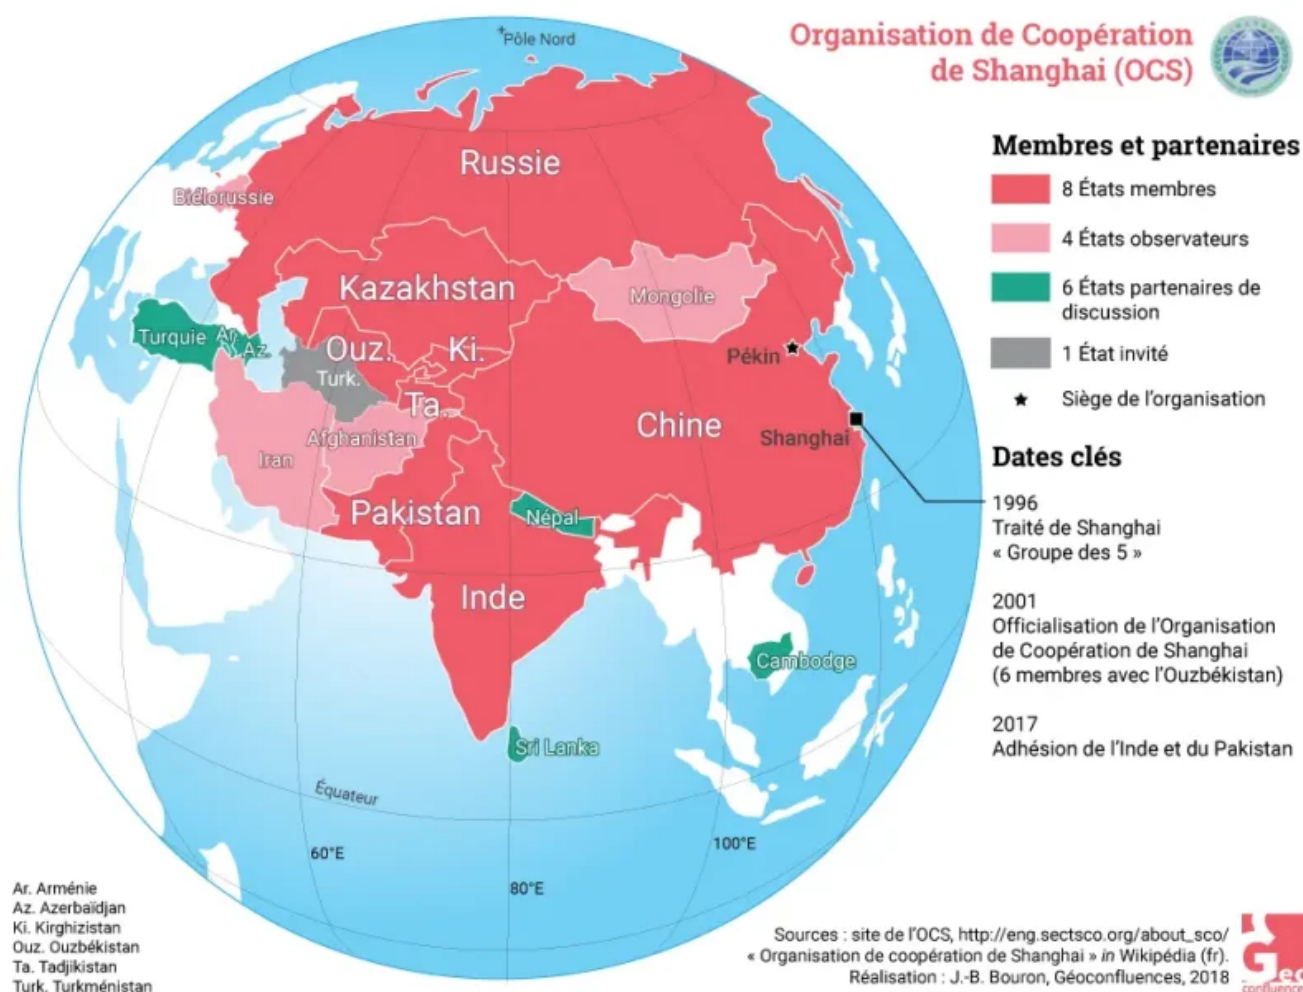 Organisation de Coopération
de Shanghai (OCS)
Pôle Nord
Russie
Biélorussie
Kazakhstan
Mongolie
Turquie
Ar.
Az.
Ouz.
Ki.
Turk.
Pékin
Ta.
Chine
Afghanistan
Shanghai
Iran
Pakistan
Népal
Inde
Cambodge
Sri Lanka
Équateur
60°E
80°E
100°E
Membres et partenaires
8 États membres
4 États observateurs
6 États partenaires de
discussion
1 État invité
Siège de l'organisation
Dates clés
1996
Traité de Shanghai
« Groupe des 5 »
2001
Officialisation de l'Organisation
de Coopération de Shanghai
(6 membres avec l'Ouzbékistan)
2017
Adhésion de l'Inde et du Pakistan
Ar. Arménie
Az. Azerbaïdjan
Ki. Kirghizistan
Ouz. Ouzbékistan
Ta. Tadjikistan
Turk. Turkménistan
Sources : site de l'OCS, http://eng.sectsco.org/about_sco/
« Organisation de coopération de Shanghai » in Wikipédia (fr).
Réalisation : J.-B. Bouron, Géoconfluences, 2018
Geo
confluences